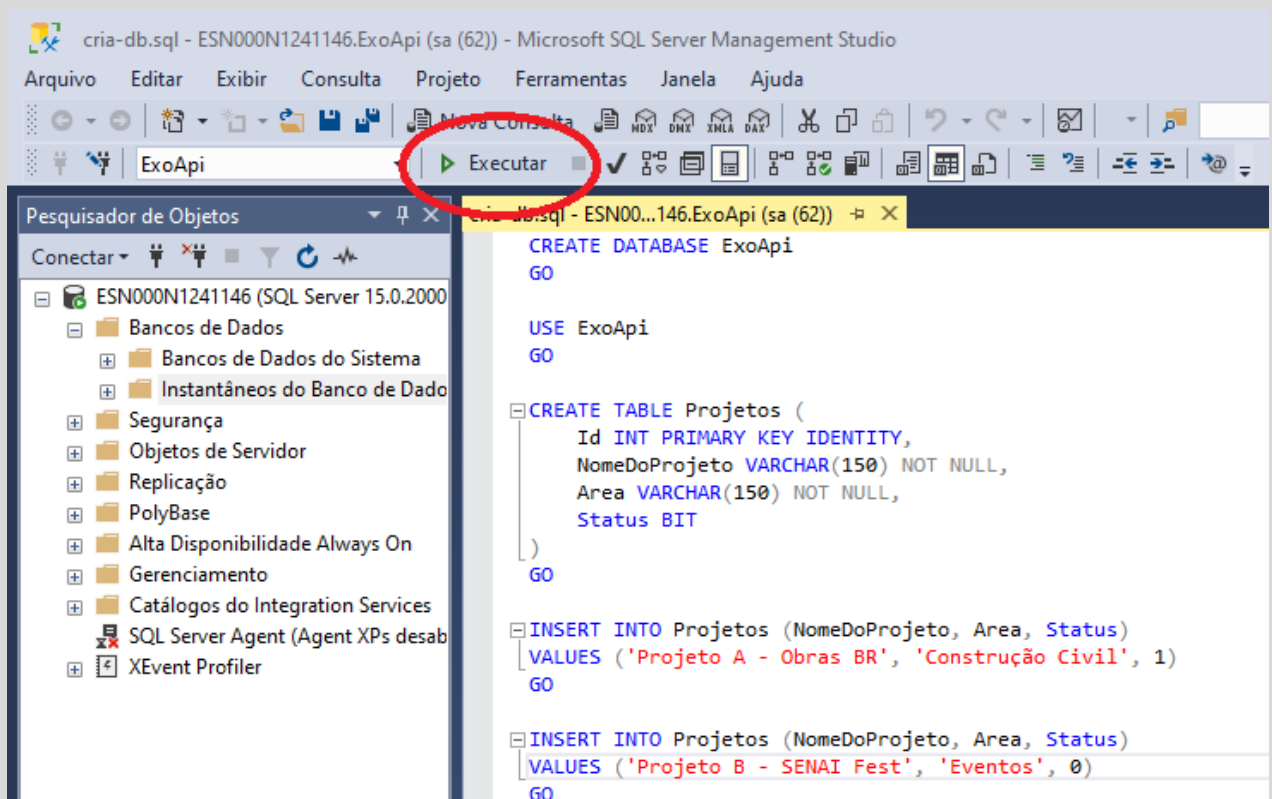 cria-db.sql - ESN000N1241146.ExoApi (sa (62)) - Microsoft SQL Server Management Studio
Arquivo Editar Exibir Consulta Projeto Ferramentas Janela Ajuda
Nova Consulta MDX DMX XMLA DAX
ExoApi Executar
Pesquisador de Objetos
Conectar
ESN000N1241146 (SQL Server 15.0.2000
Bancos de Dados
Bancos de Dados do Sistema
Instantâneos do Banco de Dado
Segurança
Objetos de Servidor
Replicação
PolyBase
Alta Disponibilidade Always On
Gerenciamento
Catálogos do Integration Services
SQL Server Agent (Agent XPs desab
XEvent Profiler
cria-db.sql - ESN00...146.ExoApi (sa (62))
CREATE DATABASE ExoApi
GO
USE ExoApi
GO
CREATE TABLE Projetos (
Id INT PRIMARY KEY IDENTITY,
NomeDoProjeto VARCHAR(150) NOT NULL,
Area VARCHAR(150) NOT NULL,
Status BIT
)
GO
INSERT INTO Projetos (NomeDoProjeto, Area, Status)
VALUES ('Projeto A - Obras BR', 'Construção Civil', 1)
GO
INSERT INTO Projetos (NomeDoProjeto, Area, Status)
VALUES ('Projeto B - SENAI Fest', 'Eventos', 0)
GO